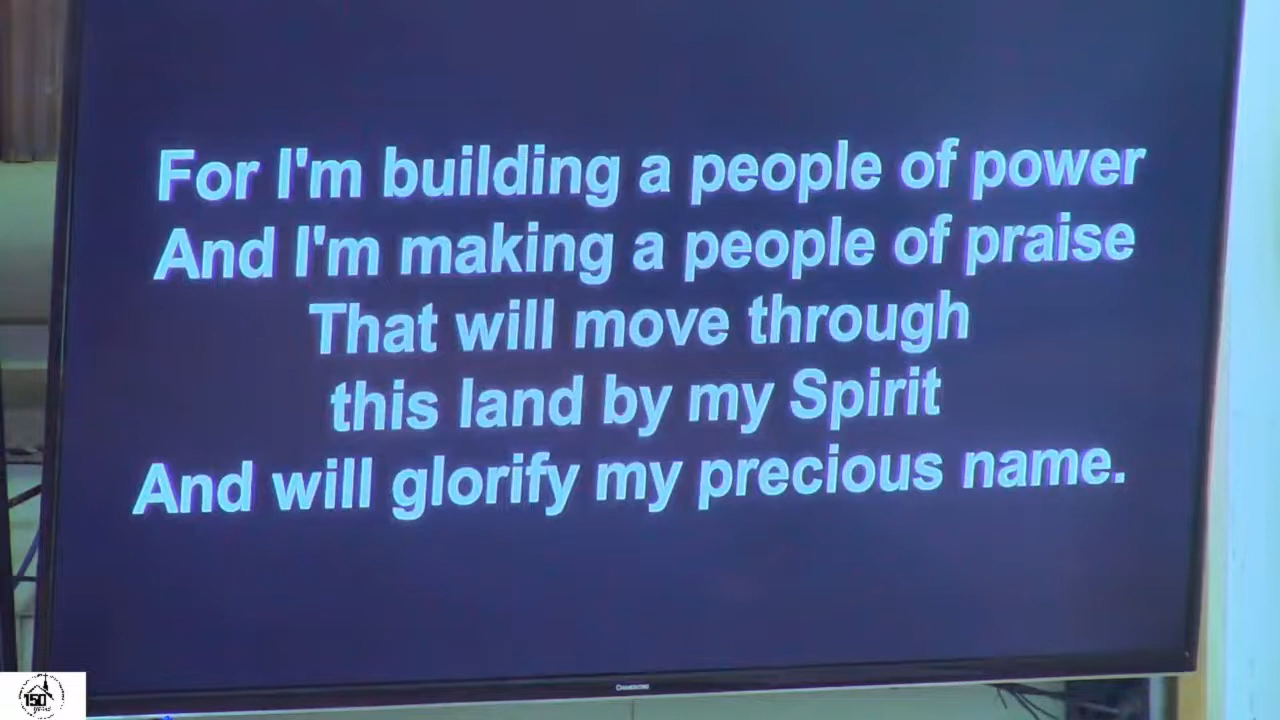 For I'm building a people of power
And I'm making a people of praise
That will move through
this land by my Spirit
And will glorify my precious name.
150